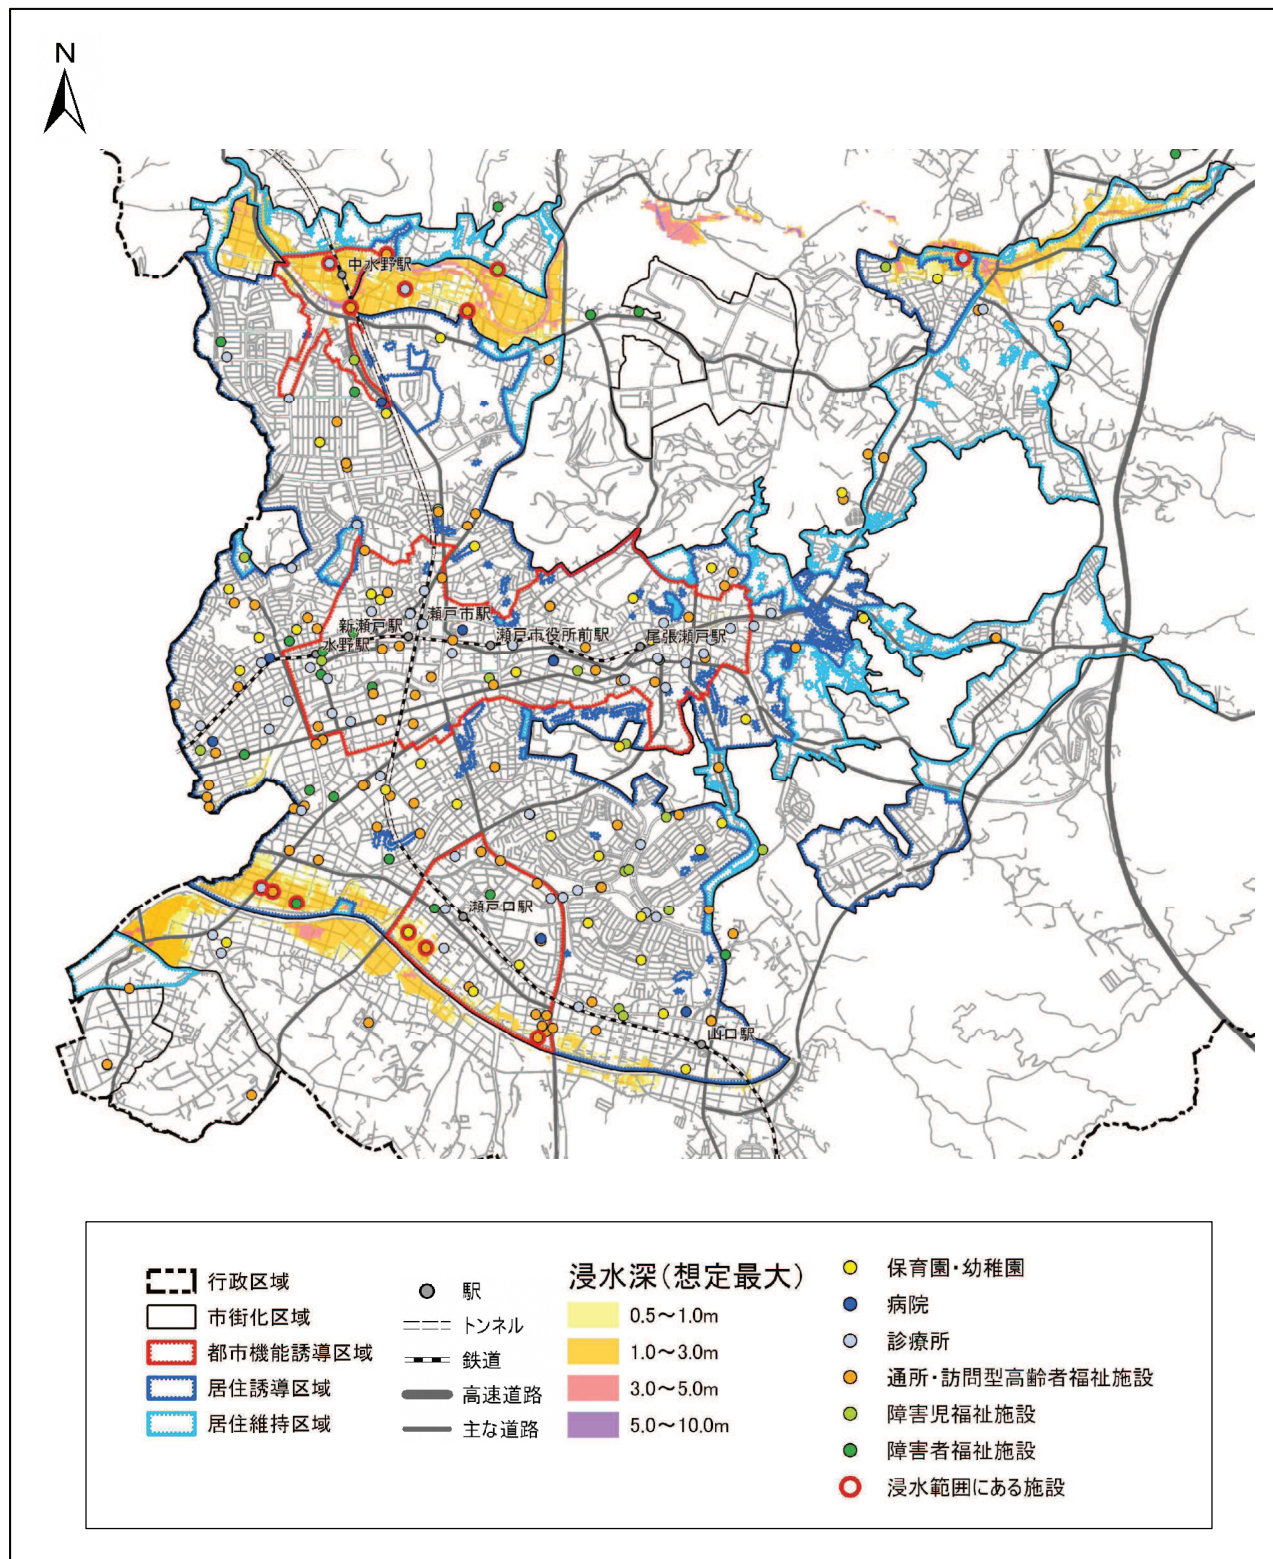 N
中水野駅
瀬戸市駅
新瀬戸駅
瀬戸市役所前駅
尾張瀬戸駅
水野駅
瀬戸口駅
山口駅
行政区域
市街化区域
都市機能誘導区域
居住誘導区域
居住維持区域
駅
トンネル
鉄道
高速道路
主な道路
浸水深(想定最大)
0.5~1.0m
1.0~3.0m
3.0~5.0m
5.0~10.0m
保育園・幼稚園
病院
診療所
通所・訪問型高齢者福祉施設
障害児福祉施設
障害者福祉施設
浸水範囲にある施設